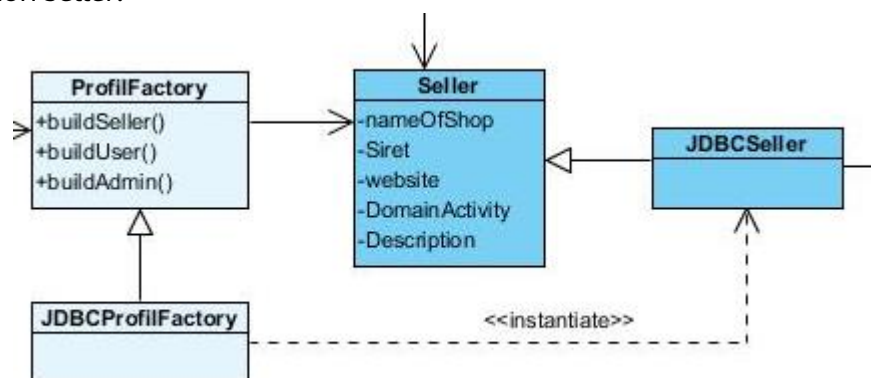 ProfilFactory
+buildSeller()
+buildUser()
+buildAdmin()
Seller
-nameOfShop
-Siret
-website
-DomainActivity
-Description
JDBCSeller
JDBCProfilFactory
<<instantiate>>